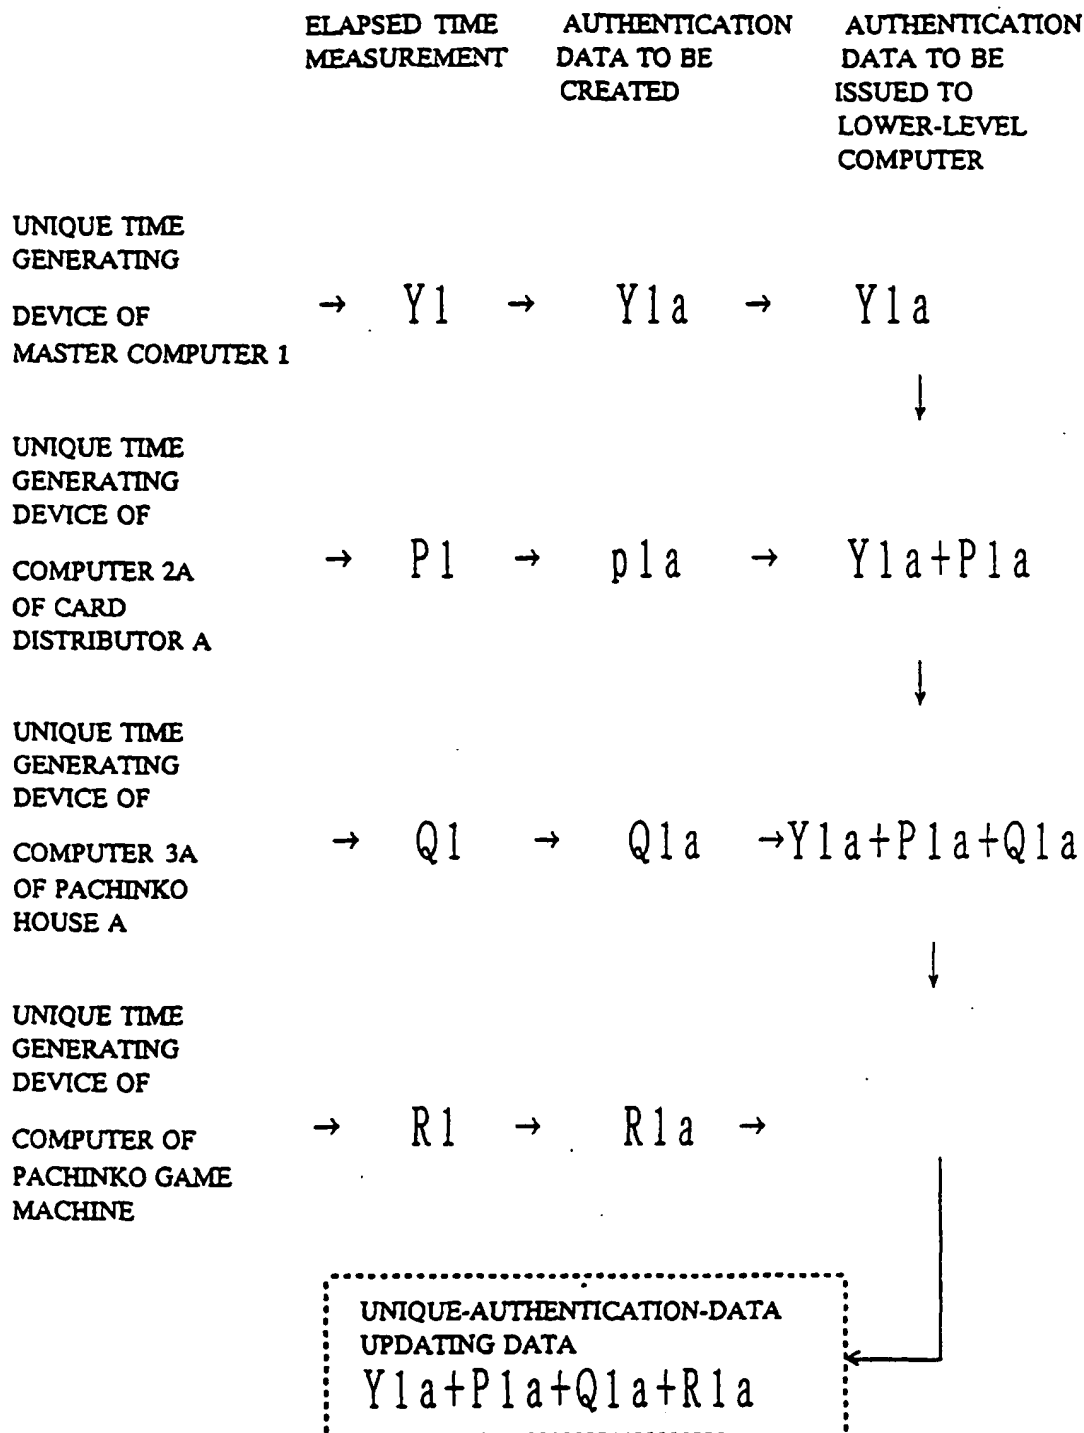 ELAPSED TIME MEASUREMENT
AUTHENTICATION DATA TO BE CREATED
AUTHENTICATION DATA TO BE ISSUED TO LOWER-LEVEL COMPUTER
UNIQUE TIME
GENERATING
DEVICE OF
MASTER COMPUTER 1
→ Y1 → Y1a → Y1a
↓
UNIQUE TIME
GENERATING
DEVICE OF
COMPUTER 2A
OF CARD
DISTRIBUTOR A
→ P1 → p1a → Y1a+P1a
↓
UNIQUE TIME
GENERATING
DEVICE OF
COMPUTER 3A
OF PACHINKO
HOUSE A
→ Q1 → Q1a →Y1a+P1a+Q1a
↓
UNIQUE TIME
GENERATING
DEVICE OF
COMPUTER OF
PACHINKO GAME
MACHINE
→ R1 → R1a →
UNIQUE-AUTHENTICATION-DATA
UPDATING DATA
Y1a+P1a+Q1a+R1a